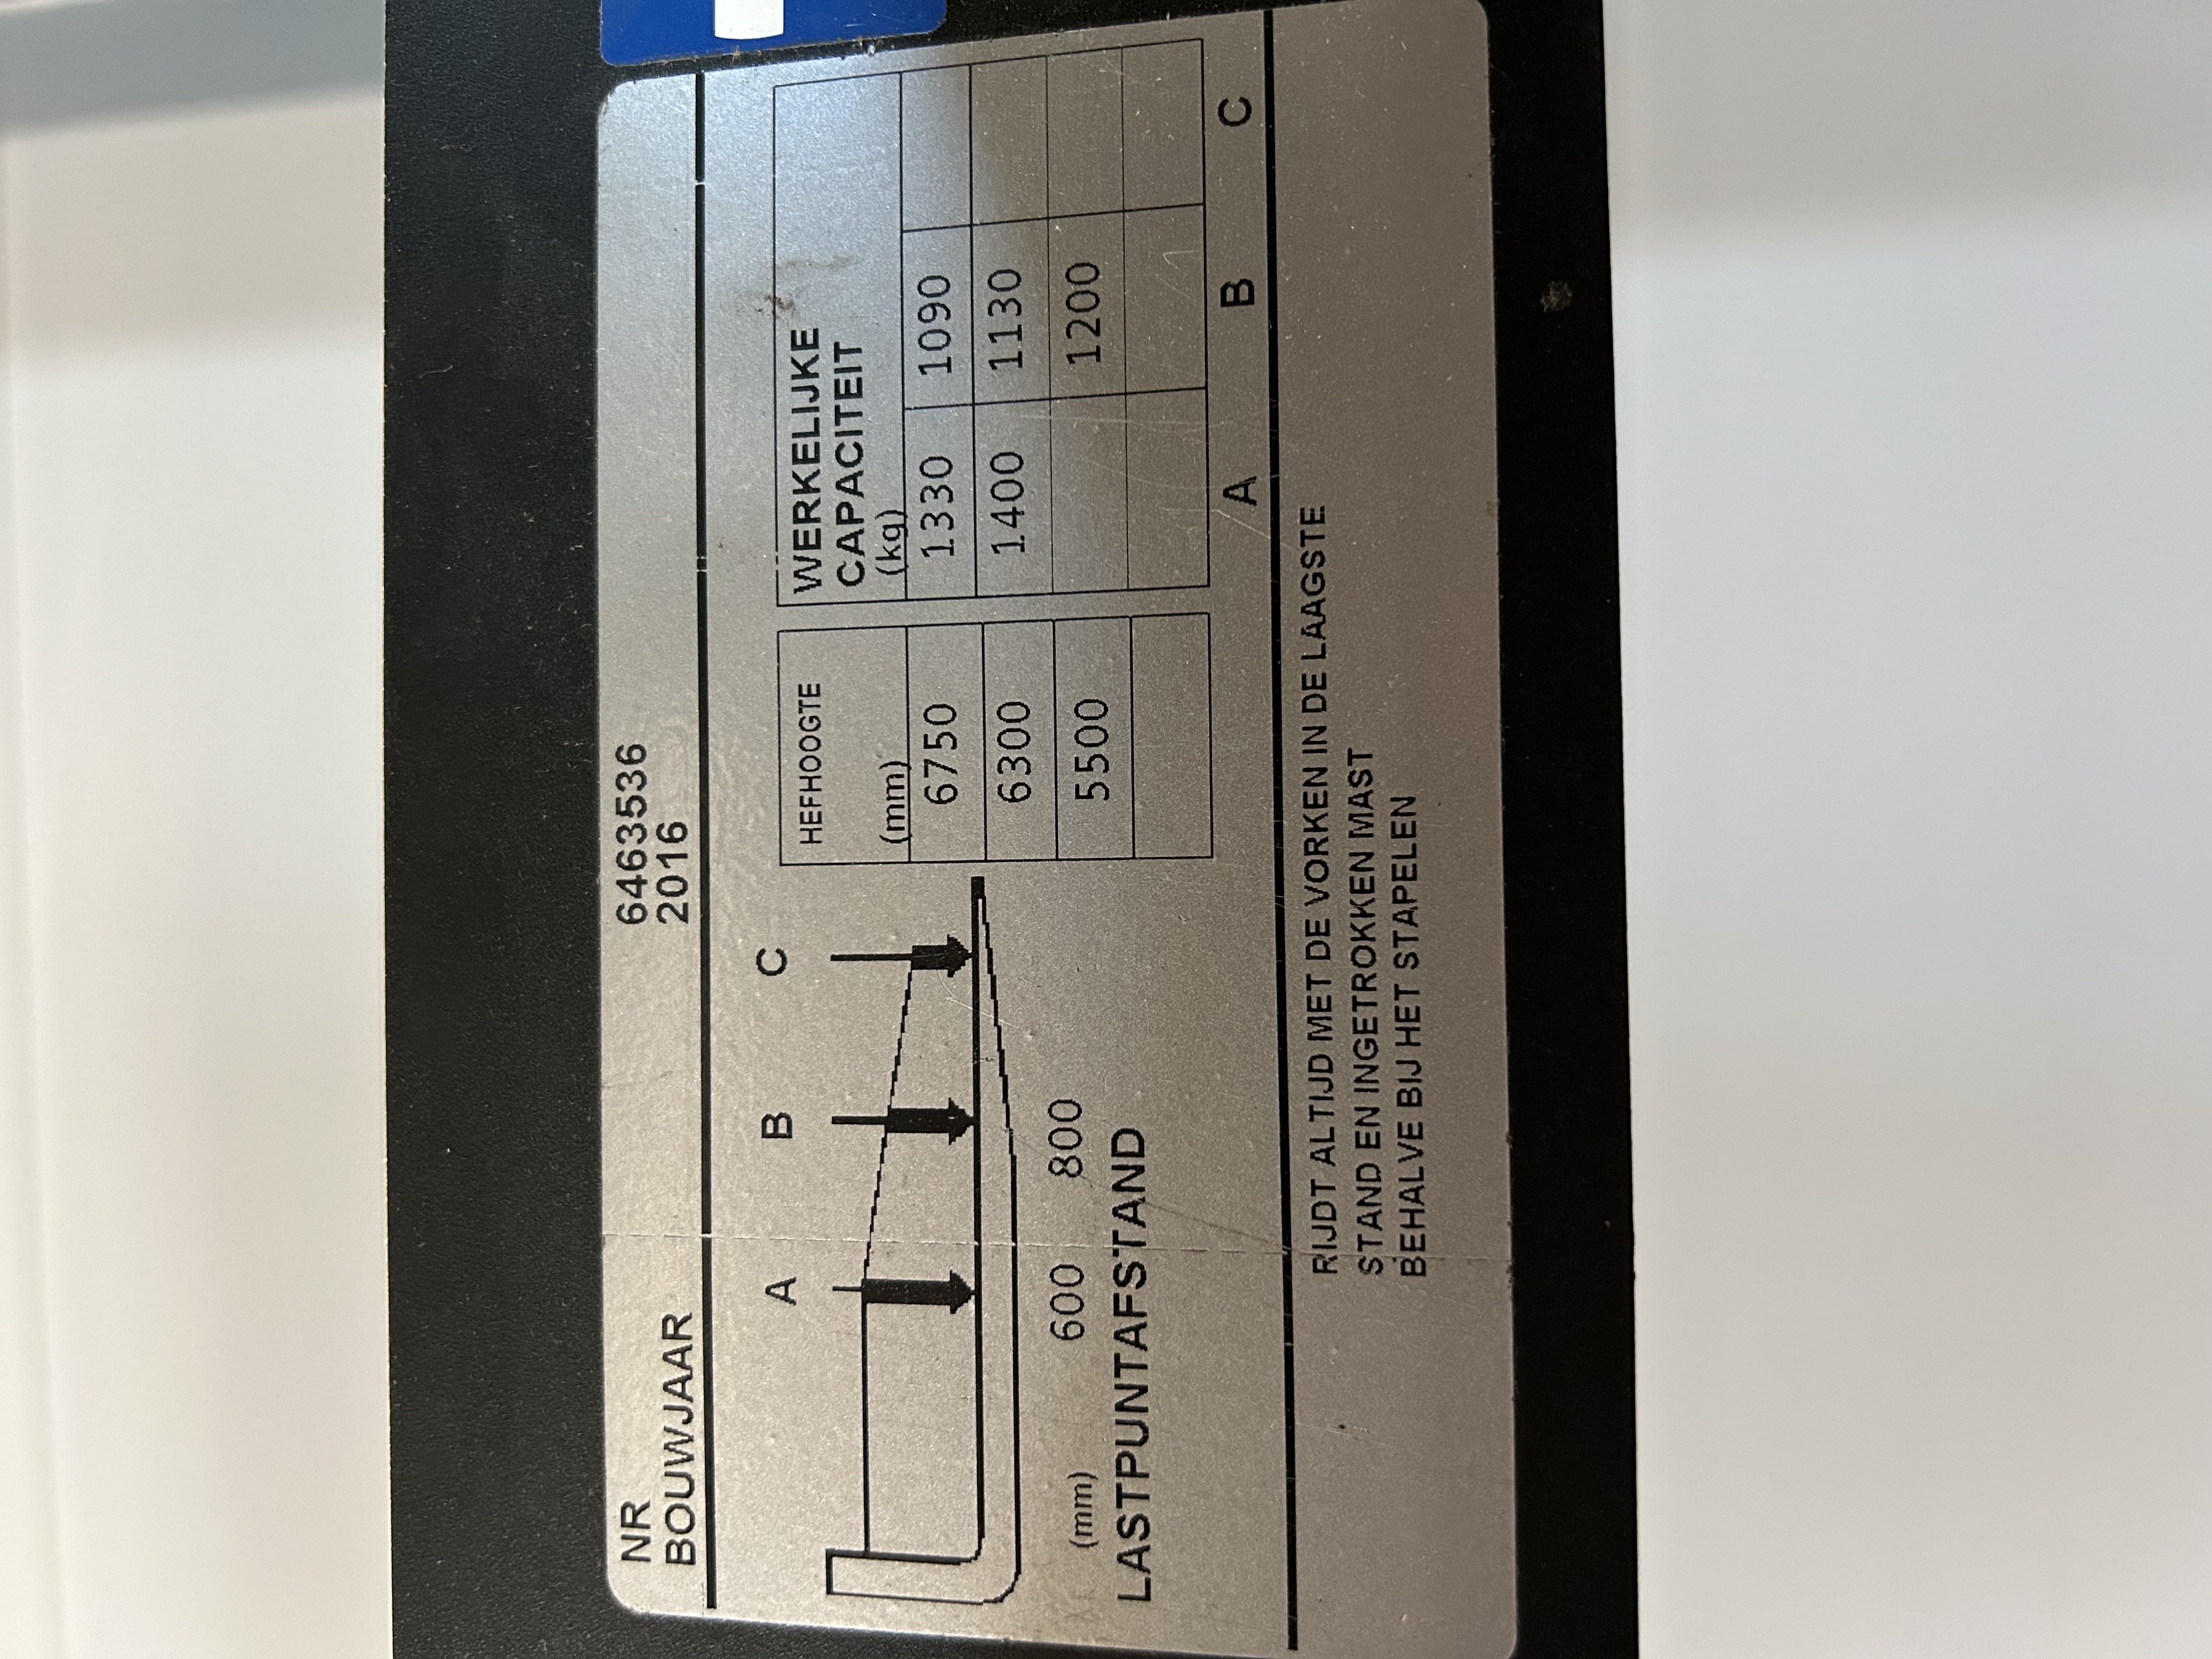 NR 6463536
BOUWJAAR 2016
A B C
(mm) 600 800
LASTPUNTAFSTAND
HEFHOOGTE
(mm)
6750
6300
5500
WERKELIJKE
CAPACITEIT
(kg)
1330 1090
1400 1130
1200
A B C
RIJDT ALTIJD MET DE VORKEN IN DE LAAGSTE
STAND EN INGETROKKEN MAST
BEHALVE BIJ HET STAPELEN